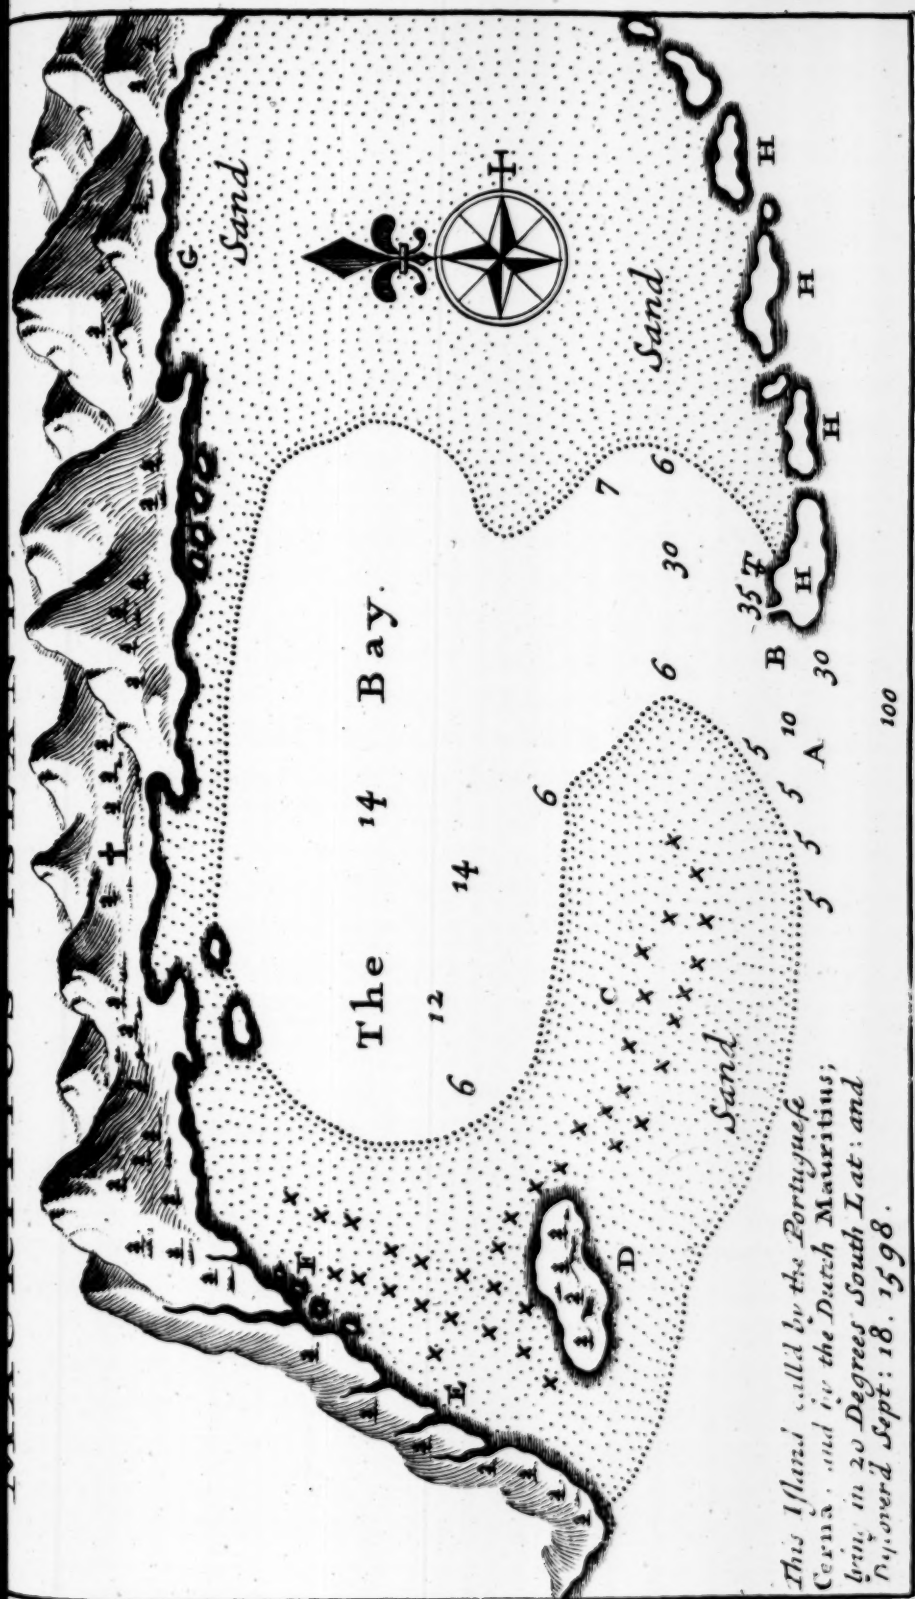 G
Sand
F
The 14 Bay.
12
14
6
E
6
C
7
D
Sand
6
6
30
Sand
35
5
H
B
10
5
H
H
5
A
5
30
H
100
This Iſland call'd by the Portugueſe
Cerna. and by the Dutch Mauritius;
lying in 20 Degrees South Lat: and
Diſcover'd Sept: 18. 1598.